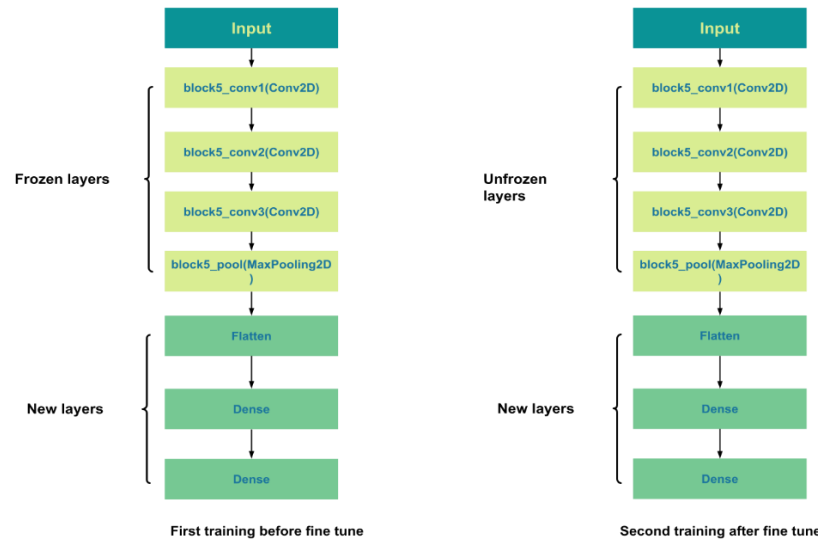 Input
block5_conv1(Conv2D)
block5_conv2(Conv2D)
Frozen layers
block5_conv3(Conv2D)
block5_pool(MaxPooling2D
)
Flatten
New layers
Dense
Dense
First training before fine tune
Input
block5_conv1(Conv2D)
block5_conv2(Conv2D)
Unfrozen
layers
block5_conv3(Conv2D)
block5_pool(MaxPooling2D
)
Flatten
New layers
Dense
Dense
Second training after fine tune